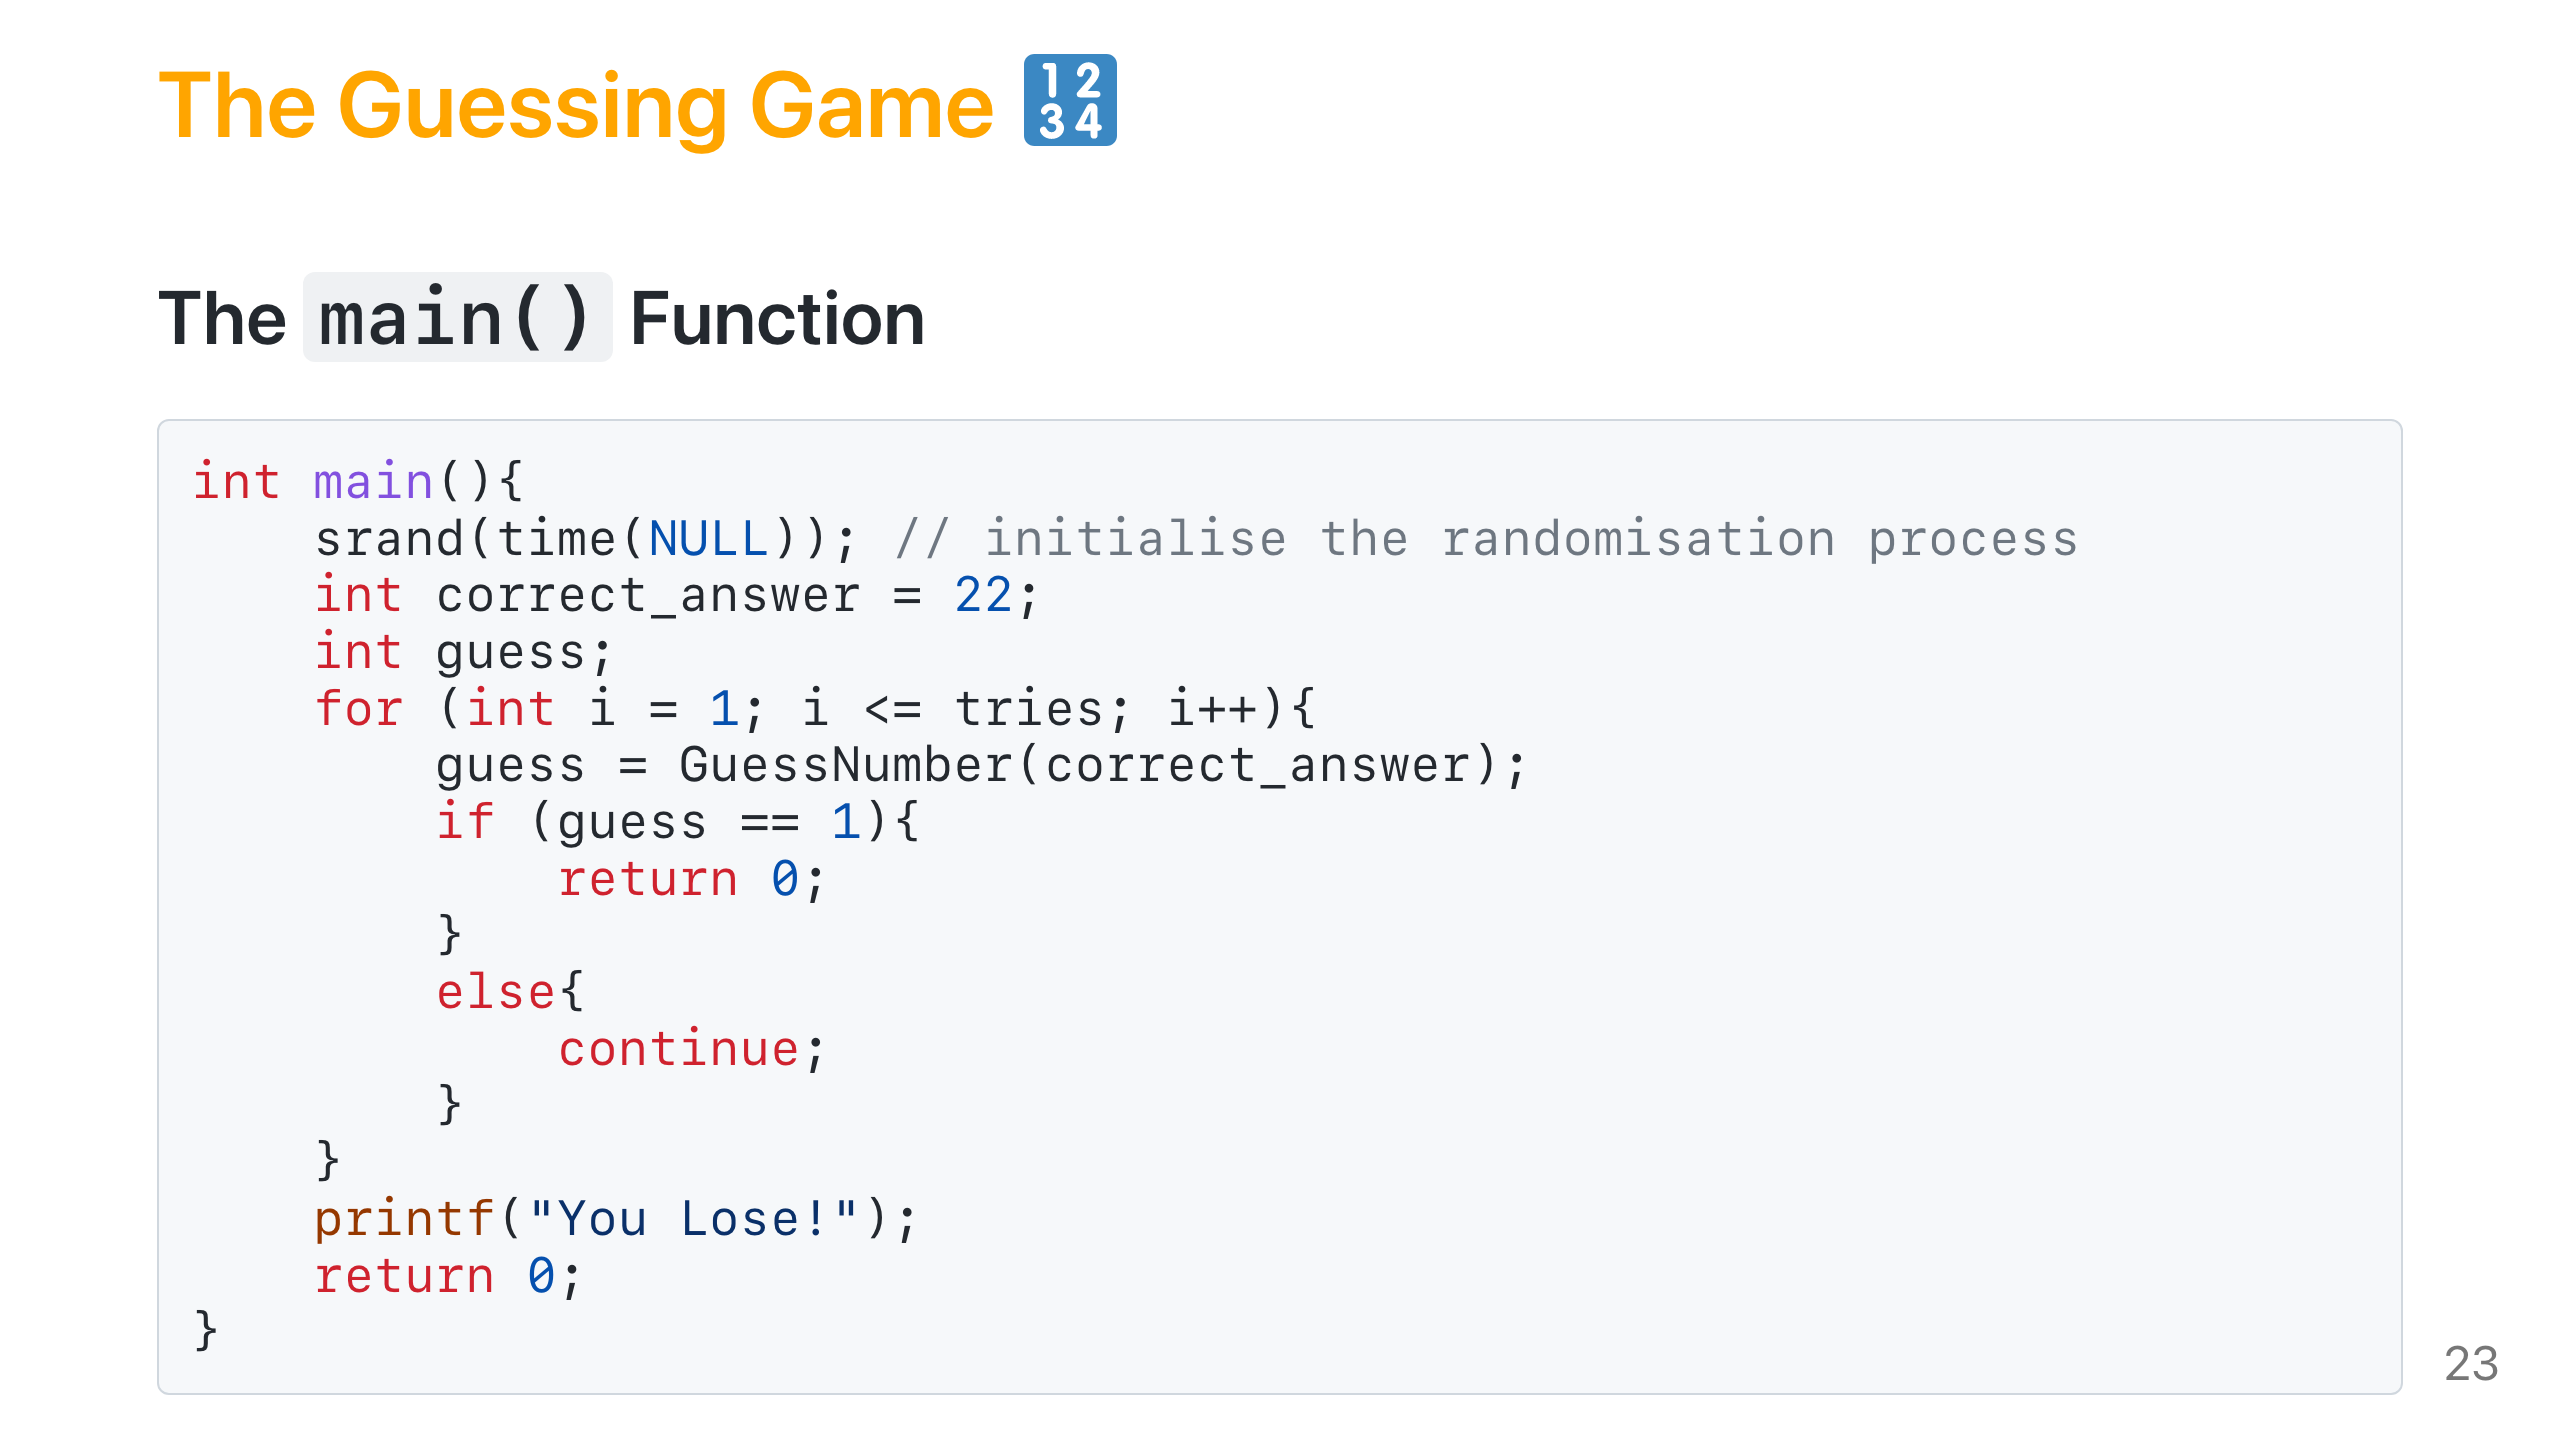 The Guessing Game 🔢
The main() Function
int main(){
    srand(time(NULL)); // initialise the randomisation process
    int correct_answer = 22;
    int guess;
    for (int i = 1; i <= tries; i++){
        guess = GuessNumber(correct_answer);
        if (guess == 1){
            return 0;
        }
        else{
            continue;
        }
    }
    printf("You Lose!");
    return 0;
}
23